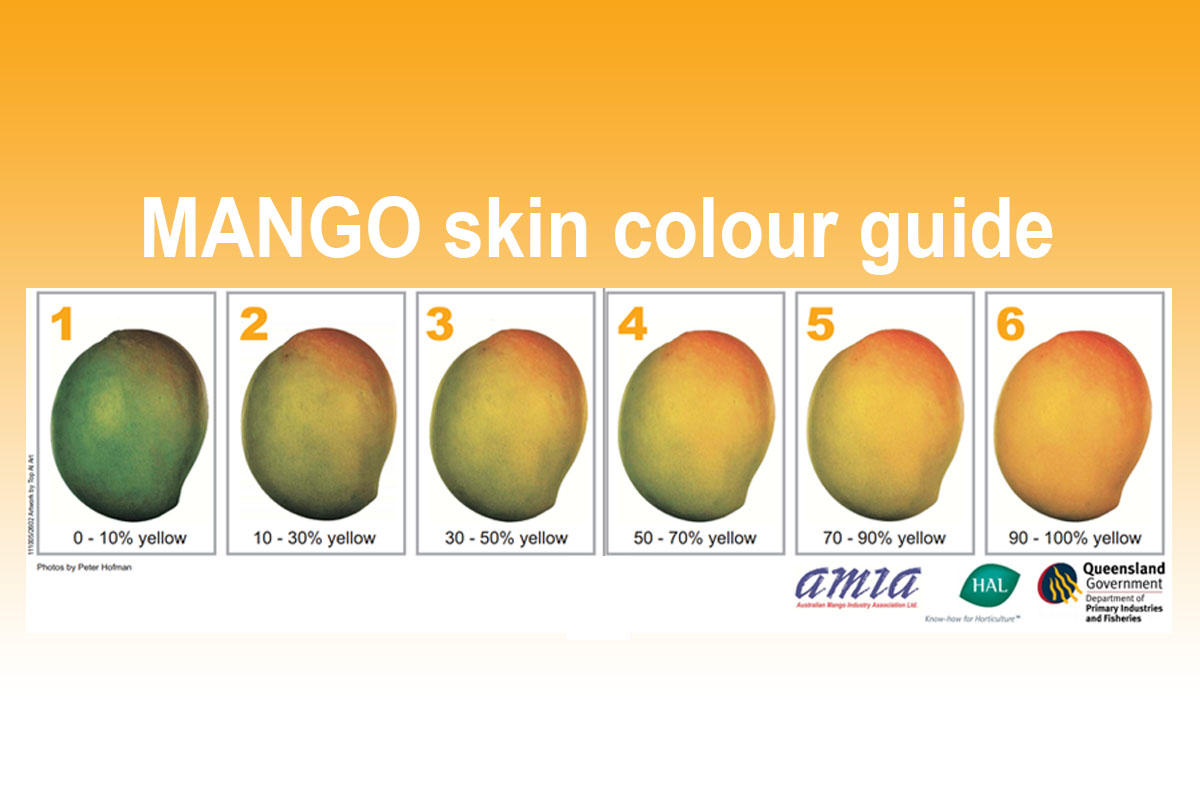 MANGO skin colour guide
1
2
3
4
5
6
0 - 10% yellow
10 - 30% yellow
30 - 50% yellow
50 - 70% yellow
70 - 90% yellow
90 - 100% yellow
Photos by Peter Hofman
amia
Australian Mango Industry Association Ltd.
HAL
Know-how for Horticulture™
Queensland
Government
Department of
Primary Industries
and Fisheries